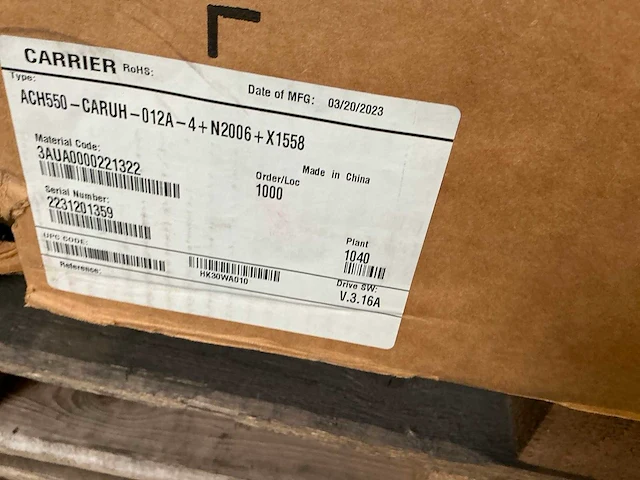 CARRIER RoHS:
Date of MFG: 03/20/2023
Type:
ACH550-CARUH-012A-4+N2006+X1558
Made in China
Material Code:
3AUA0000221322
Order/Loc
1000
Serial Number:
2231201359
Plant
1040
UPC CODE:
HK30WA010
Drive SW:
V.3.16A
Reference: